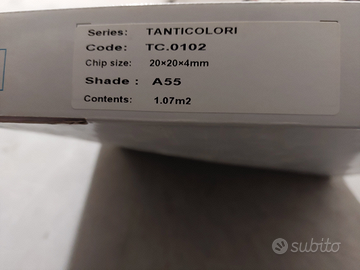 Series: TANTICOLORI
Code: TC.0102
Chip size: 20×20×4mm
Shade : A55
Contents: 1.07m2
subito